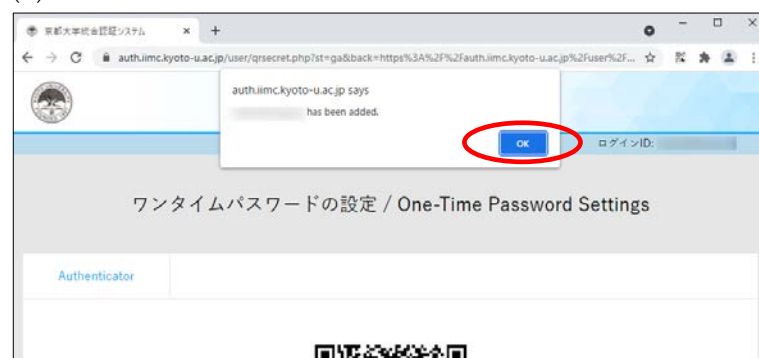 京都大学統合認証システム
auth.iimc.kyoto-u.ac.jp/user/qrsecret.php?st=ga&back=https%3A%2F%2Fauth.iimc.kyoto-u.ac.jp%2Fuser%2F...
auth.iimc.kyoto-u.ac.jp says
has been added.
OK
ログインID:
ワンタイムパスワードの設定 / One-Time Password Settings
Authenticator